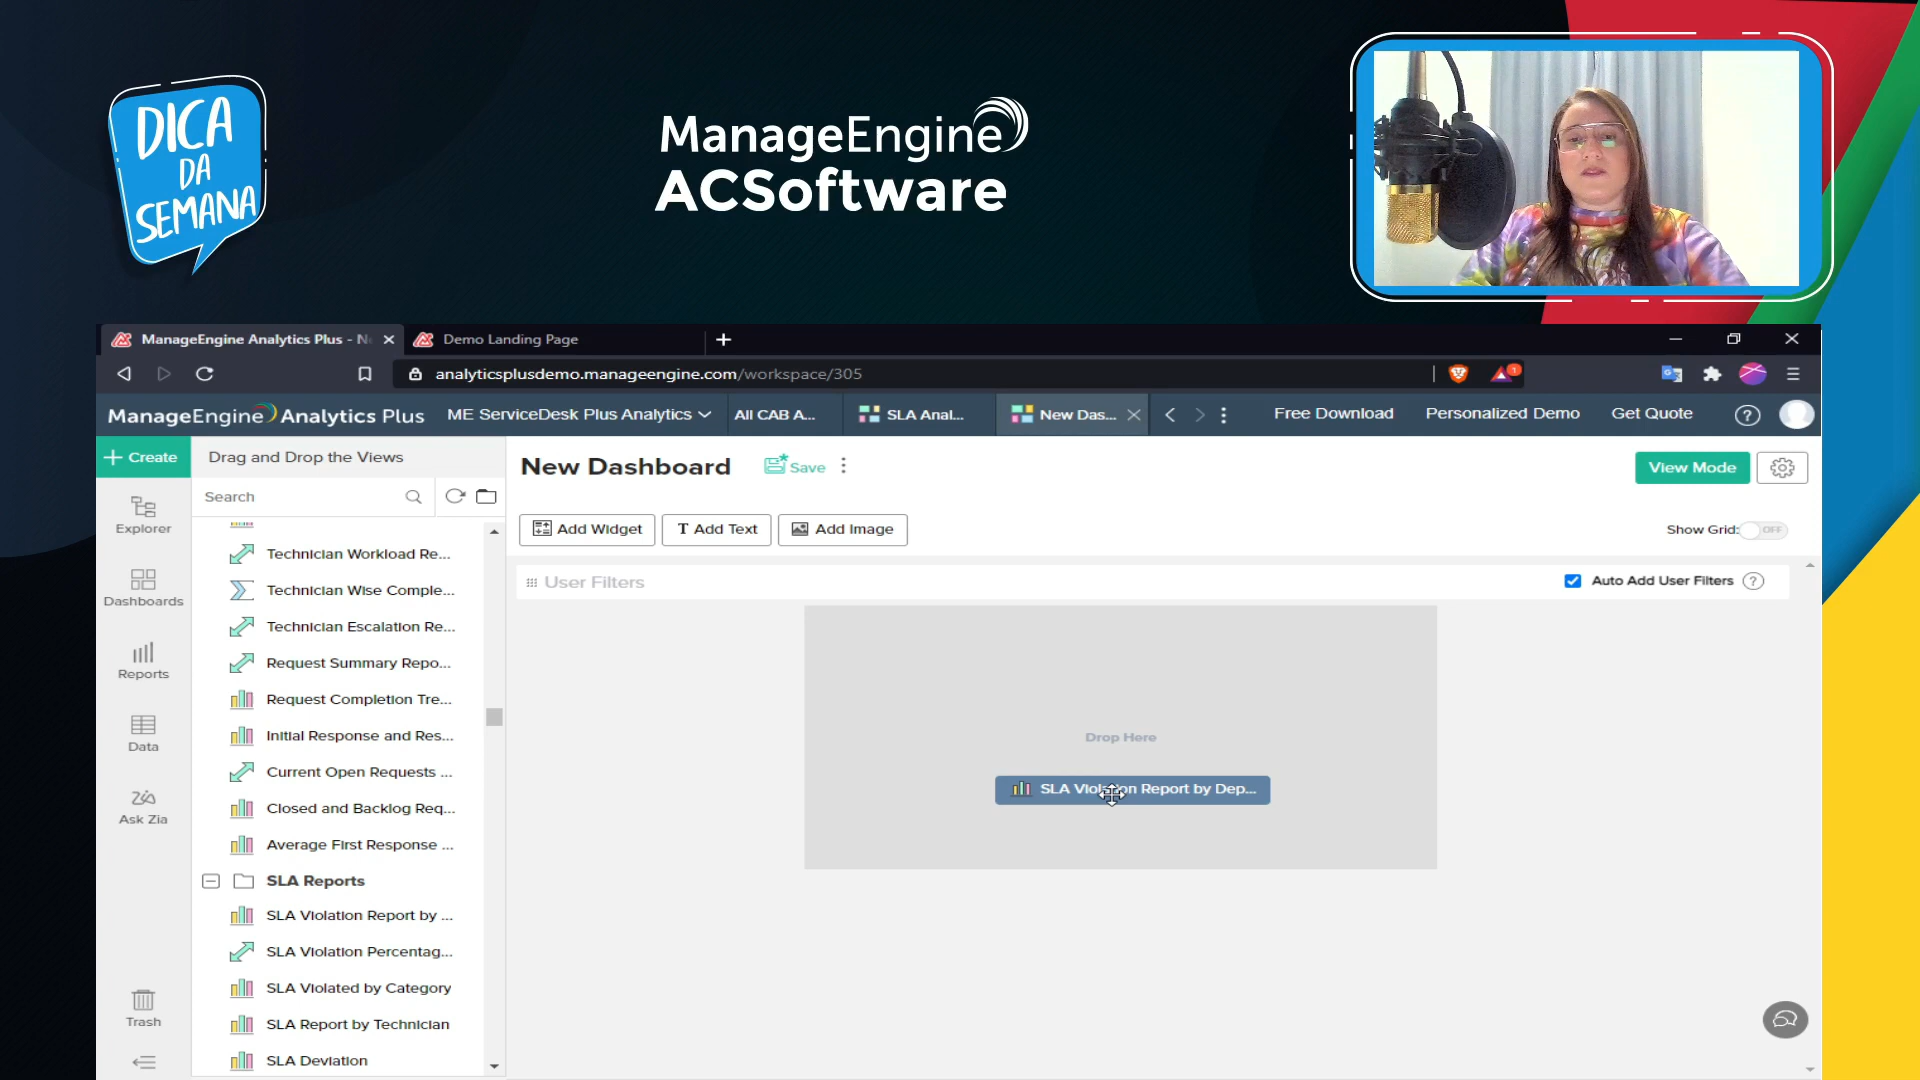 DICA
DA
SEMANA
ManageEngine
ACSoftware
ManageEngine Analytics Plus - N
Demo Landing Page
analyticsplusdemo.manageengine.com/workspace/305
1
ManageEngine Analytics Plus
ME ServiceDesk Plus Analytics
All CAB A...
SLA Anal...
New Das...
Free Download
Personalized Demo
Get Quote
?
+ Create
Drag and Drop the Views
New Dashboard
Save
View Mode
Search
Explorer
Dashboards
Reports
Data
Ask Zia
Trash
Add Widget
T Add Text
Add Image
Show Grid:
OFF
User Filters
Auto Add User Filters
?
Technician Workload Re...
Technician Wise Comple...
Technician Escalation Re...
Request Summary Repo...
Request Completion Tre...
Initial Response and Res...
Current Open Requests ...
Closed and Backlog Req...
Average First Response ...
SLA Reports
SLA Violation Report by ...
SLA Violation Percentag...
SLA Violated by Category
SLA Report by Technician
SLA Deviation
Drop Here
SLA Violation Report by Dep...